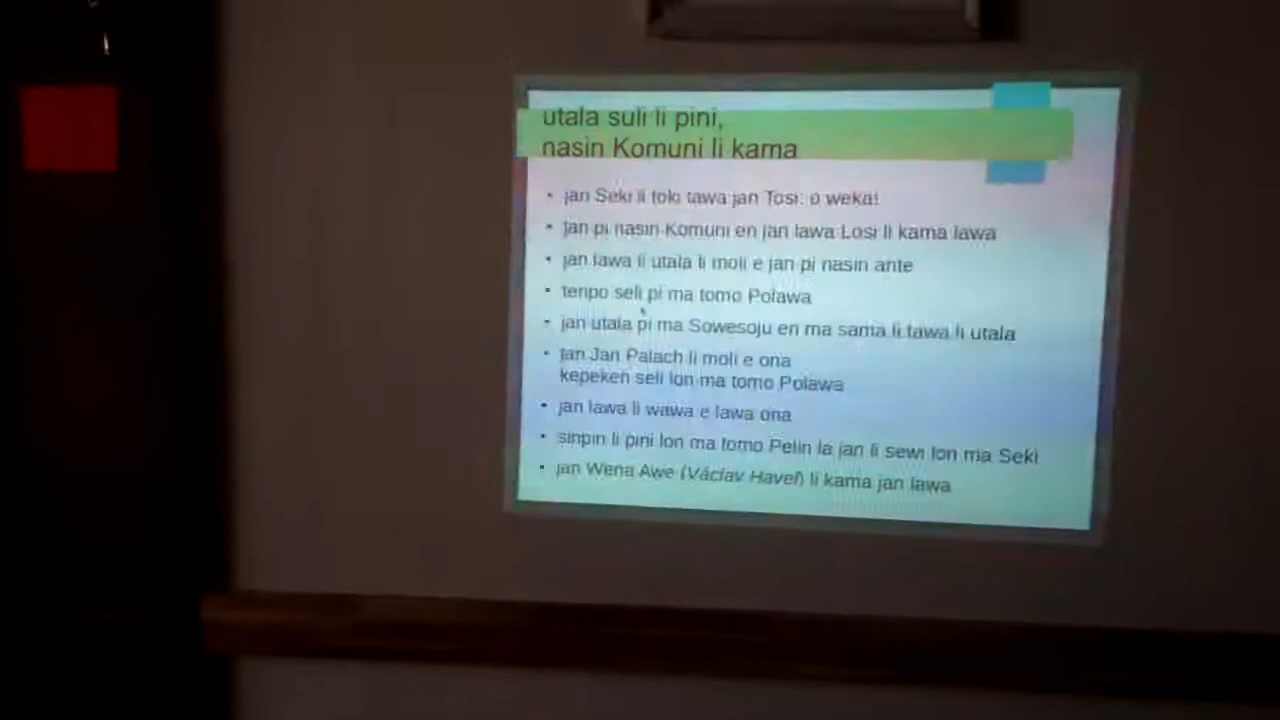 utala suli li pini,
nasin Komuni li kama
• jan Seki li toki tawa jan Tosi: o weka!
• jan pi nasin Komuni en jan lawa Losi li kama lawa
• jan lawa li utala li moli e jan pi nasin ante
• tenpo seli pi ma tomo Polawa
• jan utala pi ma Sowesoju en ma sama li tawa li utala
• jan Jan Palach li moli e ona
kepeken seli lon ma tomo Polawa
• jan lawa li wawa e lawa ona
• sinpin li pini lon ma tomo Pelin la jan li sewi lon ma Seki
• jan Wena Awe (Václav Havel) li kama jan lawa